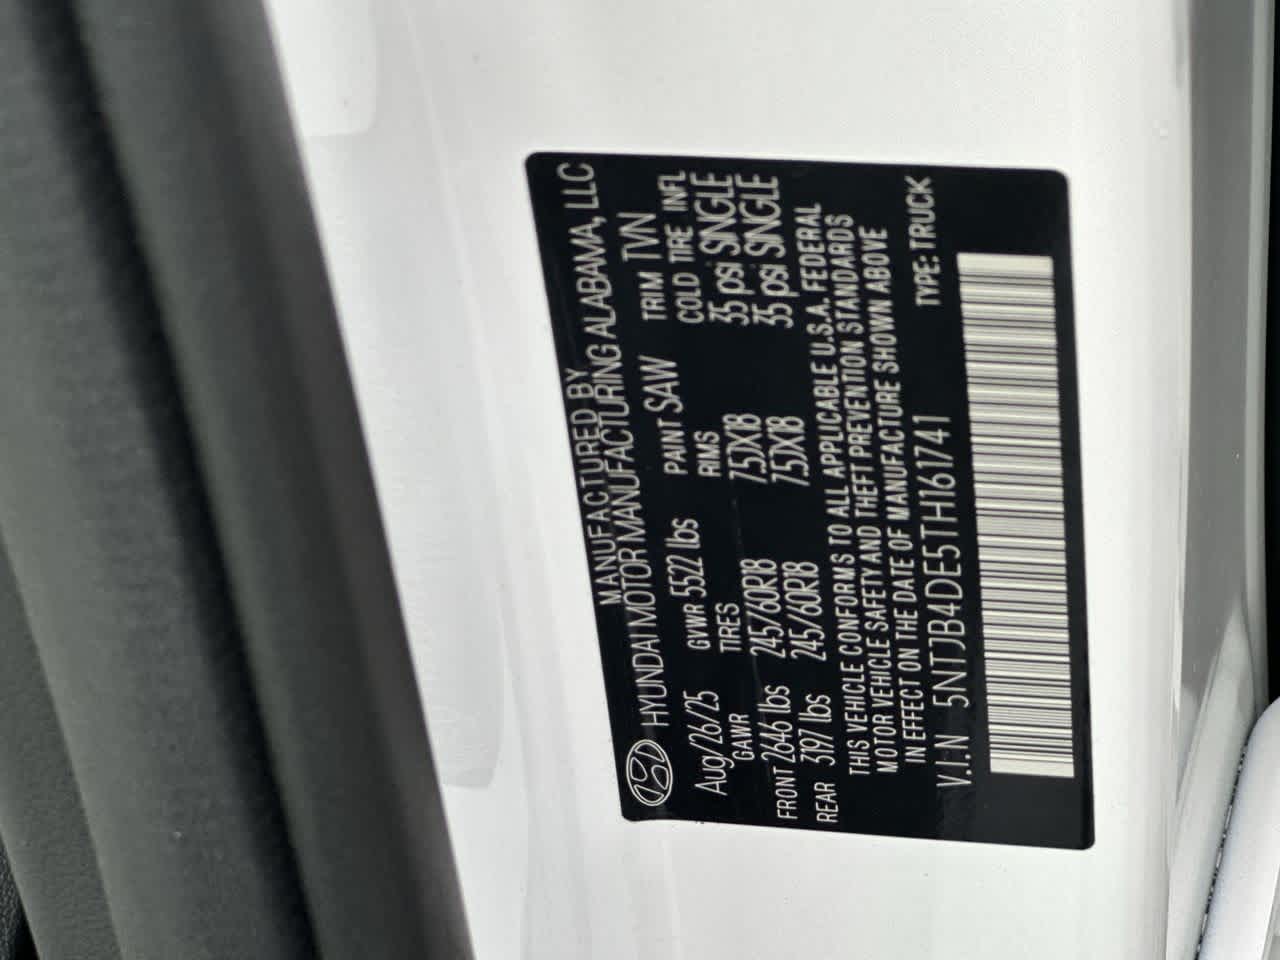 MANUFACTURED BY
HYUNDAI MOTOR MANUFACTURING ALABAMA, LLC
Aug/26/25 GVWR 5522 lbs PAINT SAW TRIM TVN
GAWR TIRES RIMS COLD TIRE INFL
FRONT 2646 lbs 245/60R18 7.5JX18 35 psi SINGLE
REAR 3197 lbs 245/60R18 7.5JX18 35 psi SINGLE
THIS VEHICLE CONFORMS TO ALL APPLICABLE U.S.A. FEDERAL
MOTOR VEHICLE SAFETY AND THEFT PREVENTION STANDARDS
IN EFFECT ON THE DATE OF MANUFACTURE SHOWN ABOVE
V.I.N 5NTJB4DE5TH161741 TYPE: TRUCK